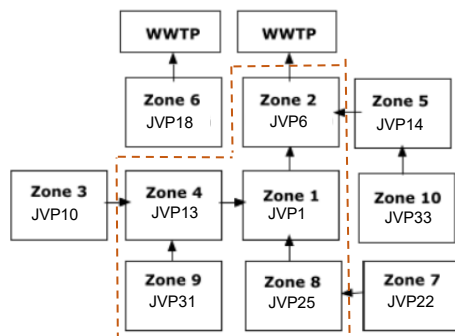 WWTP
WWTP
Zone 6
JVP18
Zone 2
JVP6
Zone 5
JVP14
Zone 3
JVP10
Zone 4
JVP13
Zone 1
JVP1
Zone 10
JVP33
Zone 9
JVP31
Zone 8
JVP25
Zone 7
JVP22